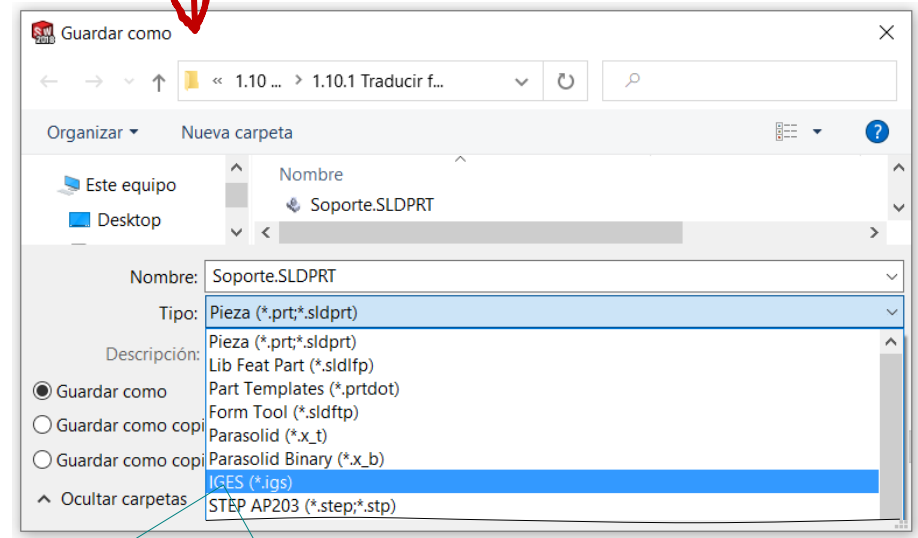 SW
2018
Guardar como
« 1.10 ... > 1.10.1 Traducir f...
Organizar
Nueva carpeta
?
Este equipo
Nombre
Soporte.SLDPRT
Desktop
Nombre: Soporte.SLDPRT
Tipo: Pieza (*.prt;*.sldprt)
Descripción:
Pieza (*.prt;*.sldprt)
Lib Feat Part (*.sldlfp)
Part Templates (*.prtdot)
Guardar como
Form Tool (*.sldftp)
Guardar como copi
Parasolid (*.x_t)
Guardar como copi
Parasolid Binary (*.x_b)
IGES (*.igs)
Ocultar carpetas
STEP AP203 (*.step;*.stp)